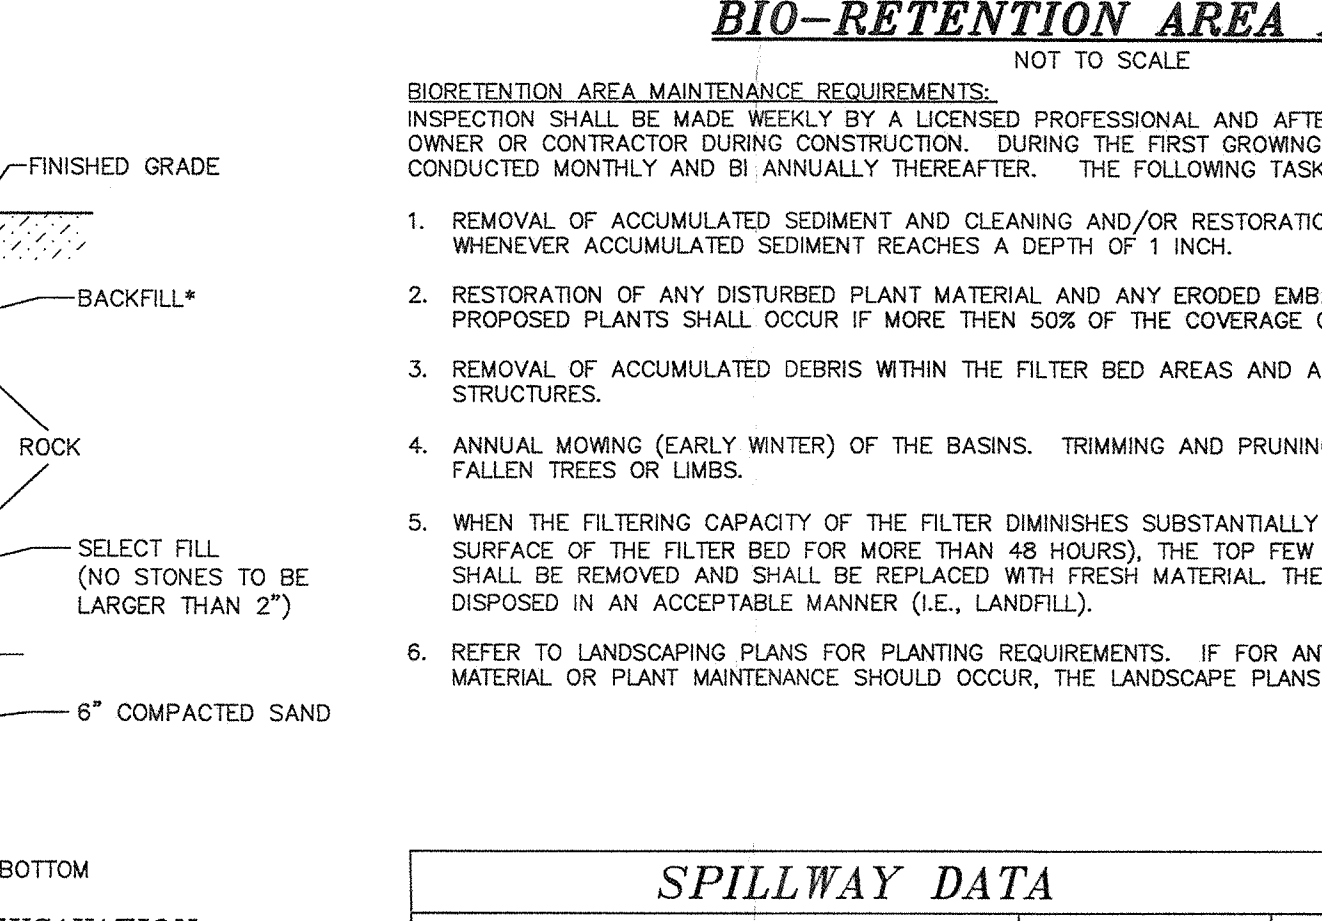 BIO-RETENTION AREA
NOT TO SCALE
BIORETENTION AREA MAINTENANCE REQUIREMENTS:
INSPECTION SHALL BE MADE WEEKLY BY A LICENSED PROFESSIONAL AND AFTE
OWNER OR CONTRACTOR DURING CONSTRUCTION. DURING THE FIRST GROWING
CONDUCTED MONTHLY AND BI ANNUALLY THEREAFTER. THE FOLLOWING TASK
1. REMOVAL OF ACCUMULATED SEDIMENT AND CLEANING AND/OR RESTORATIO
WHENEVER ACCUMULATED SEDIMENT REACHES A DEPTH OF 1 INCH.
2. RESTORATION OF ANY DISTURBED PLANT MATERIAL AND ANY ERODED EMB
PROPOSED PLANTS SHALL OCCUR IF MORE THEN 50% OF THE COVERAGE
3. REMOVAL OF ACCUMULATED DEBRIS WITHIN THE FILTER BED AREAS AND A
STRUCTURES.
4. ANNUAL MOWING (EARLY WINTER) OF THE BASINS. TRIMMING AND PRUNING
FALLEN TREES OR LIMBS.
5. WHEN THE FILTERING CAPACITY OF THE FILTER DIMINISHES SUBSTANTIALLY
SURFACE OF THE FILTER BED FOR MORE THAN 48 HOURS), THE TOP FEW
SHALL BE REMOVED AND SHALL BE REPLACED WITH FRESH MATERIAL. THE
DISPOSED IN AN ACCEPTABLE MANNER (I.E., LANDFILL).
6. REFER TO LANDSCAPING PLANS FOR PLANTING REQUIREMENTS. IF FOR ANY
MATERIAL OR PLANT MAINTENANCE SHOULD OCCUR, THE LANDSCAPE PLANS
FINISHED GRADE
BACKFILL*
ROCK
SELECT FILL
(NO STONES TO BE
LARGER THAN 2")
6" COMPACTED SAND
BOTTOM
SPILLWAY DATA